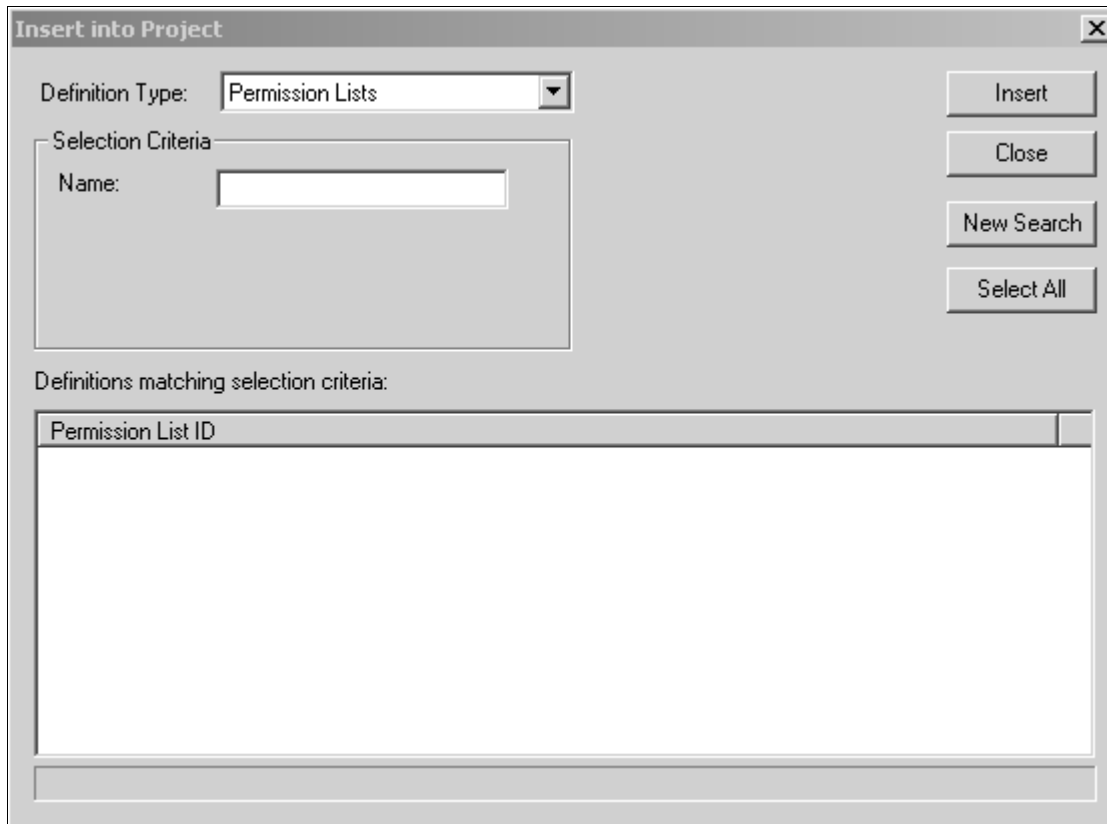 Insert into Project
Definition Type: Permission Lists
Insert
Selection Criteria
Close
Name:
New Search
Select All
Definitions matching selection criteria:
Permission List ID